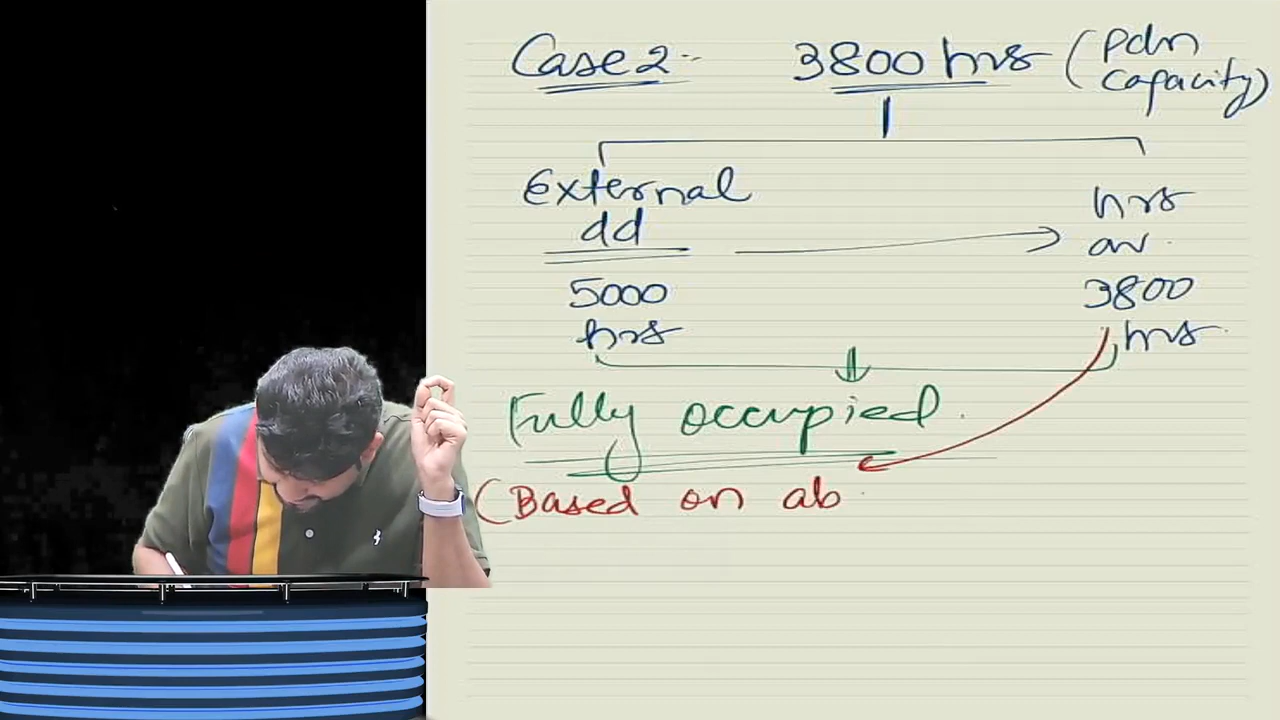 Case 2:- 3800 hrs (pdn
capacity)
External
dd
5000
hrs
hrs
av.
3800
hrs
Fully occupied.
(Based on ab